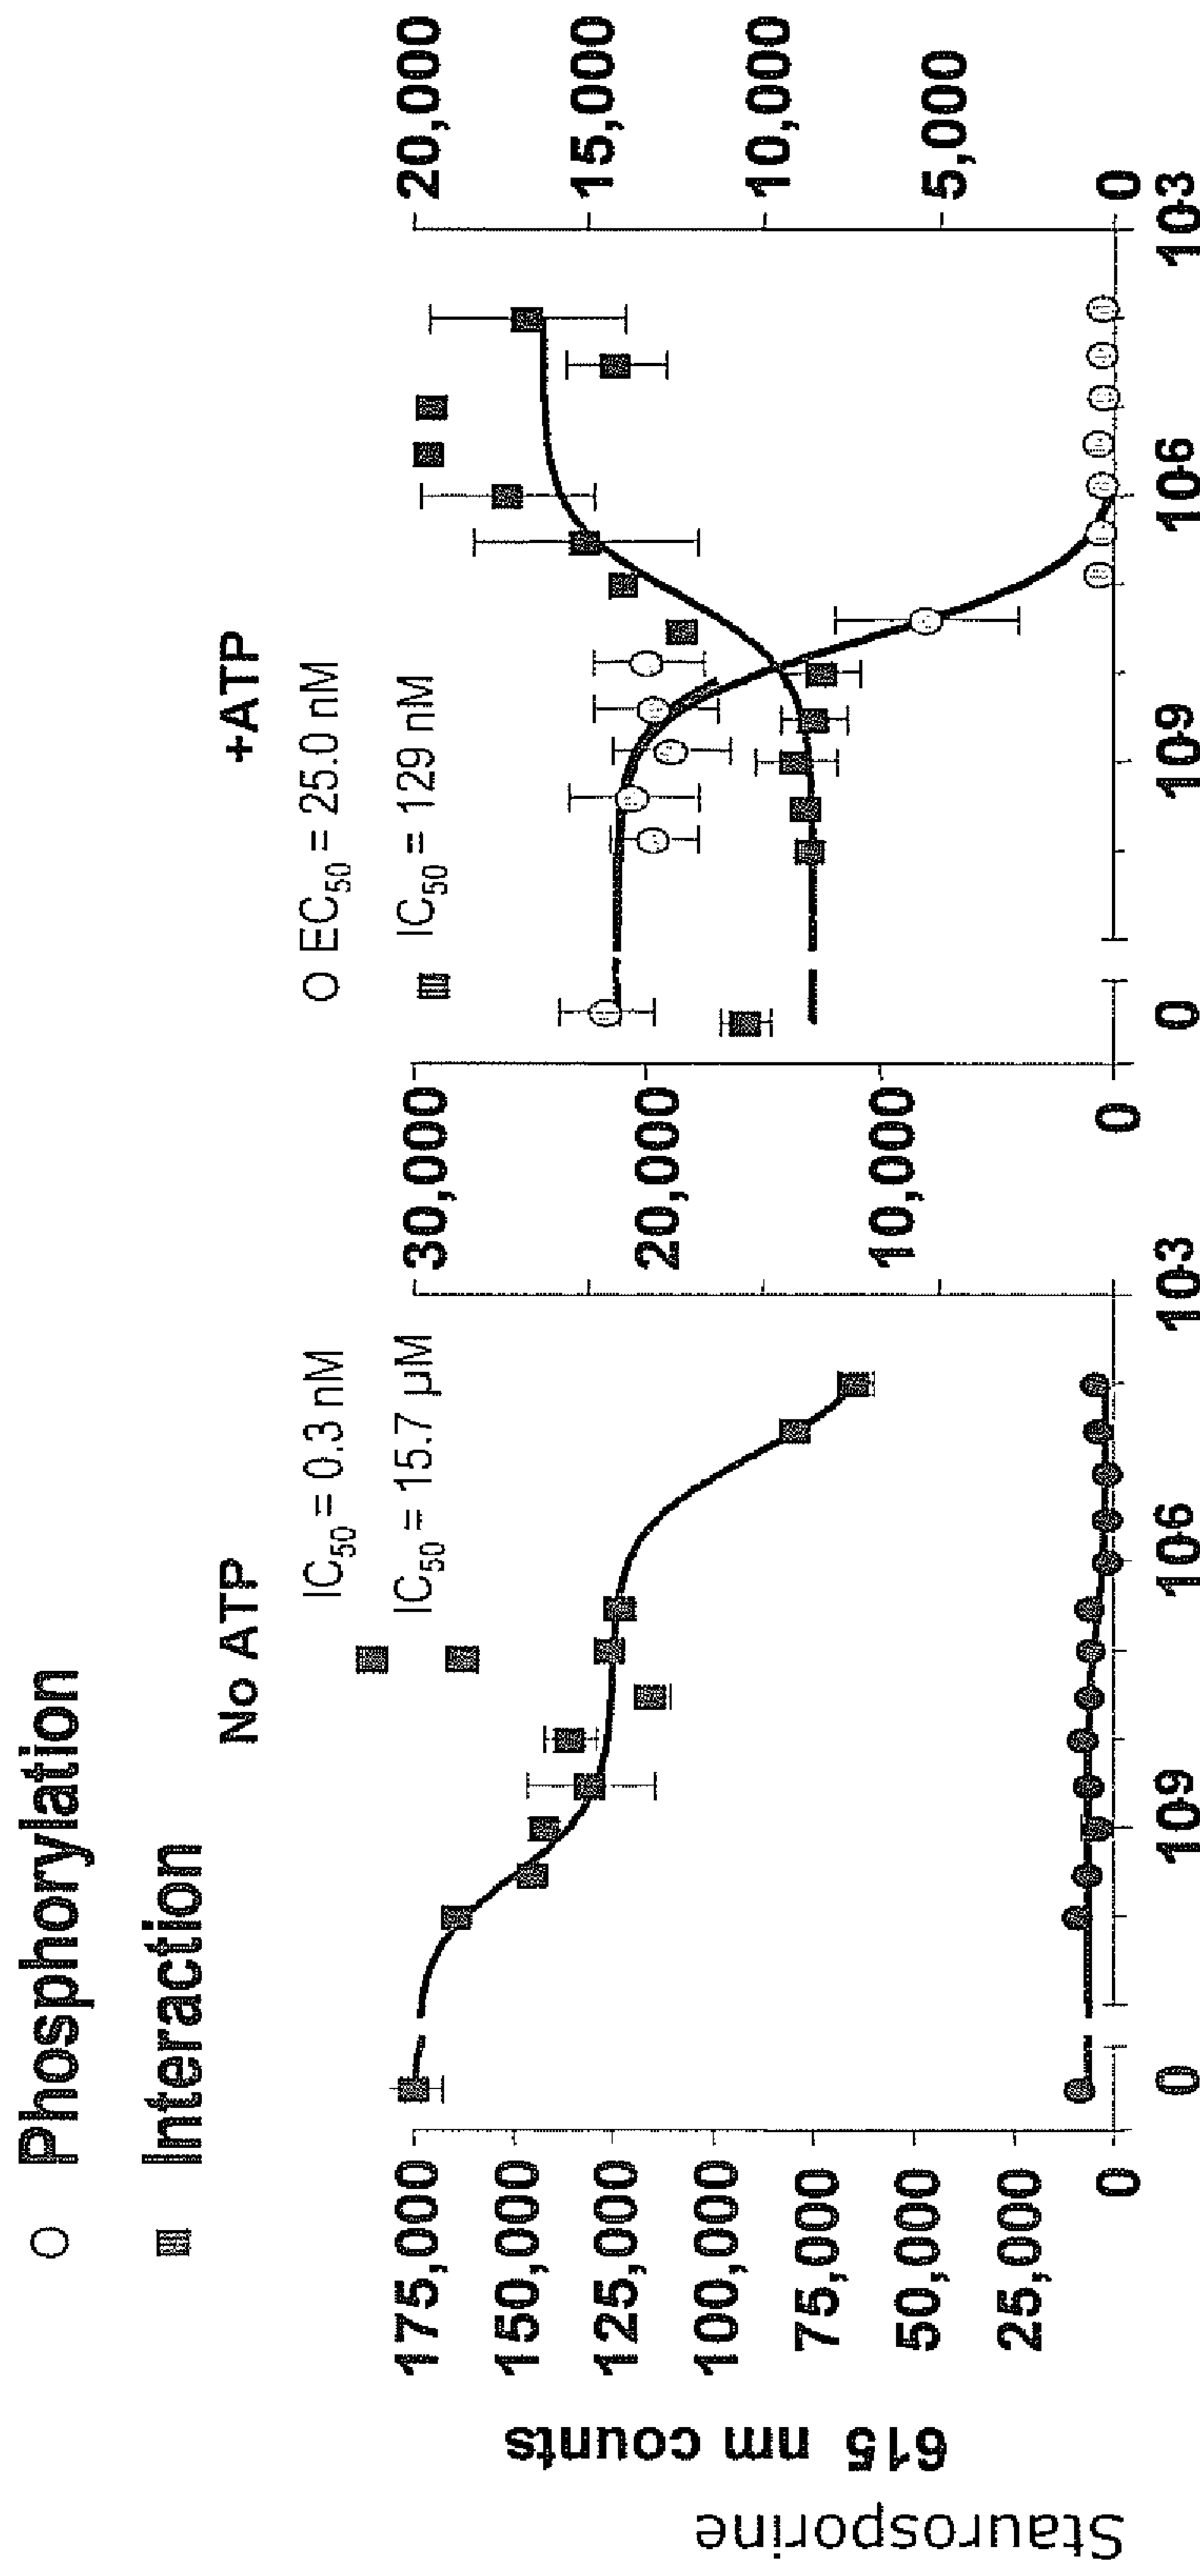 Phosphorylation
Interaction
No ATP
+ATP
IC50 = 0.3 nM
IC50 = 15.7 µM
EC50 = 25.0 nM
IC50 = 129 nM
Staurosporine
615 nm counts
175,000
150,000
125,000
100,000
75,000
50,000
25,000
0
0
109
106
103
30,000
20,000
10,000
0
0
109
106
103
20,000
15,000
10,000
5,000
0